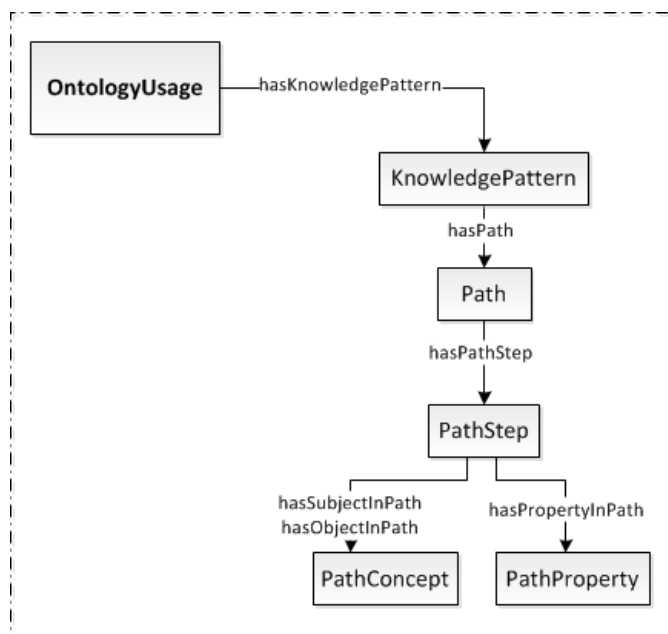 OntologyUsage
hasKnowledgePattern
KnowledgePattern
hasPath
Path
hasPathStep
PathStep
hasSubjectInPath
hasObjectInPath
hasPropertyInPath
PathConcept
PathProperty